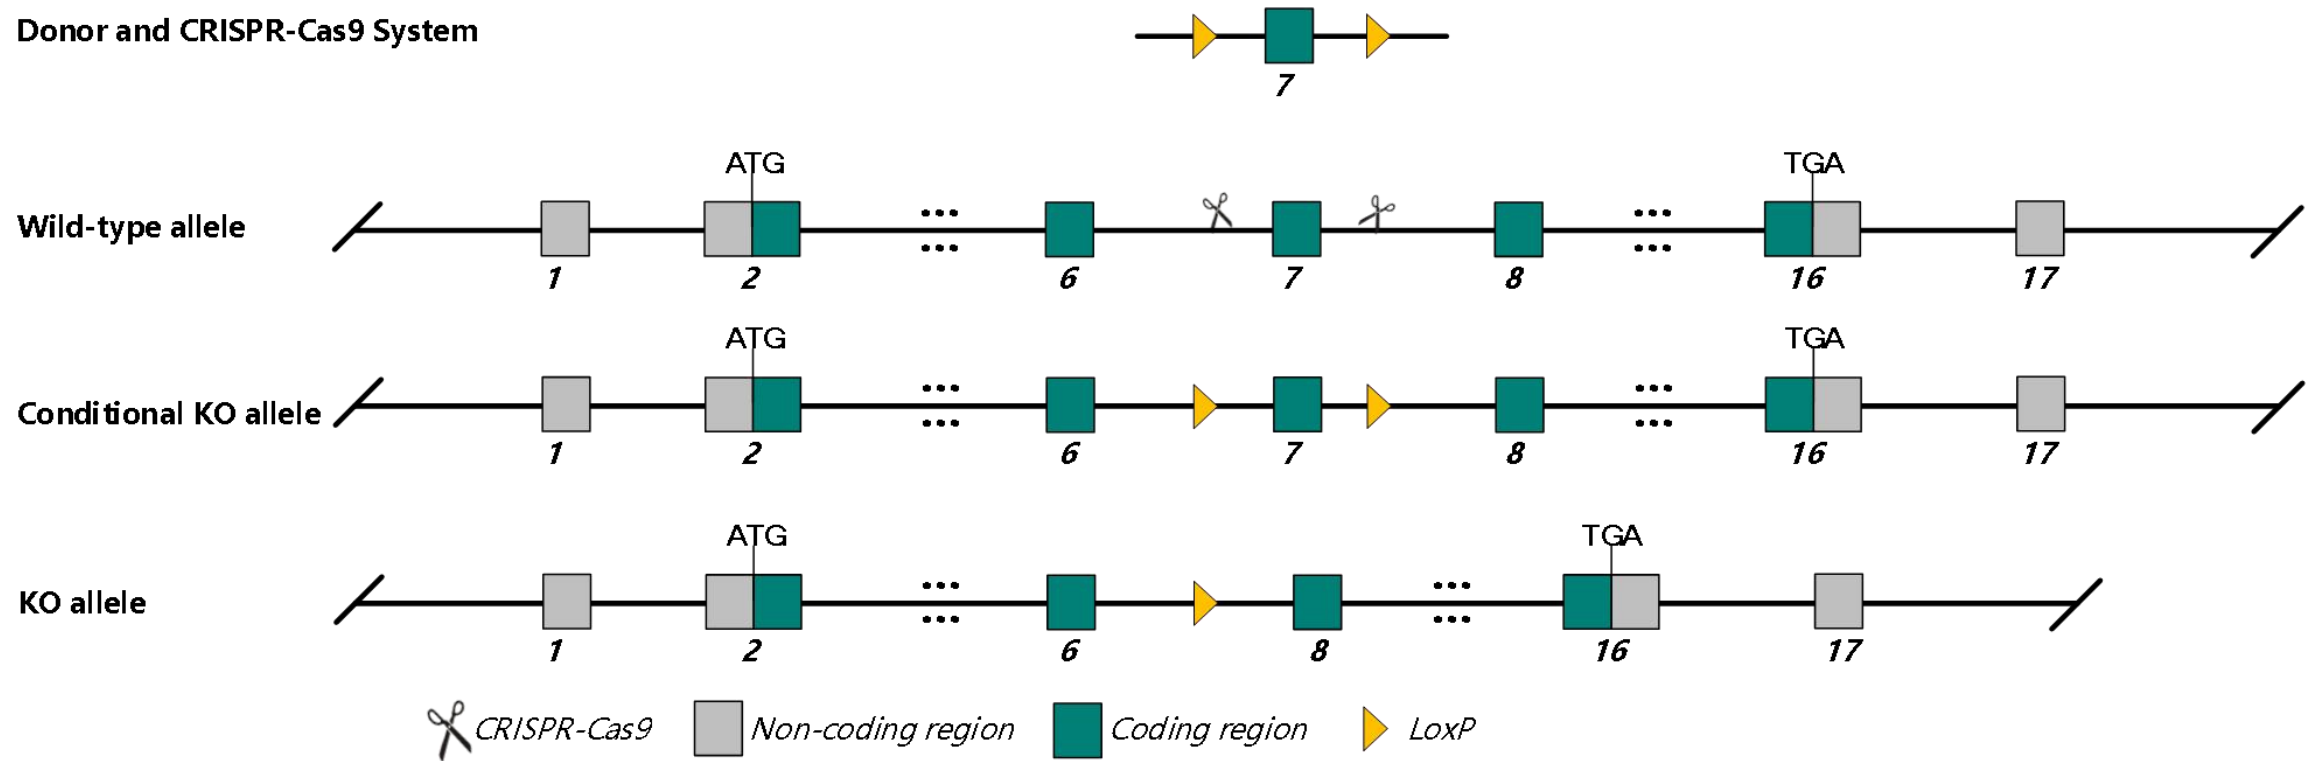 Donor and CRISPR-Cas9 System
7
ATG TGA
Wild-type allele
1 2 6 7 8 16 17
ATG TGA
Conditional KO allele
1 2 6 7 8 16 17
ATG TGA
KO allele
1 2 6 8 16 17
CRISPR-Cas9 Non-coding region Coding region LoxP